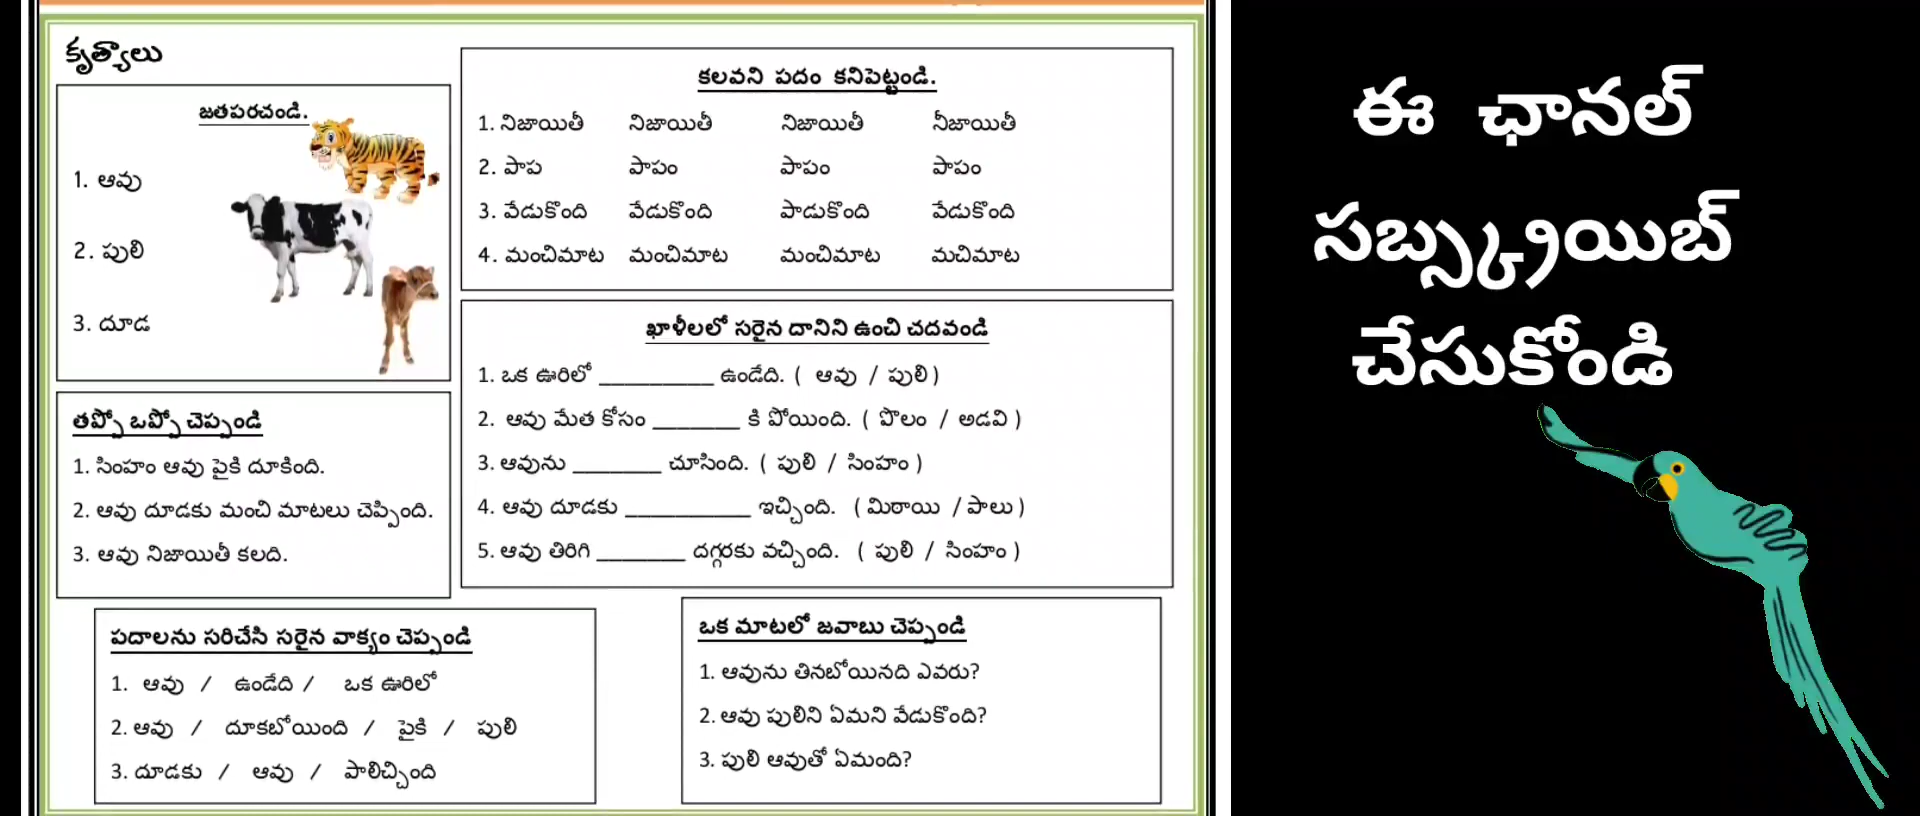 కృత్యాలు
జతపరచండి.
1. ఆవు
2. పులి
3. దూడ
కలవని పదం కనిపెట్టండి.
1. నిజాయితీ నిజాయితీ నిజాయితీ నీజాయితీ
2. పాప పాపం పాపం పాపం
3. వేడుకొంది వేడుకొంది పాడుకొంది వేడుకొంది
4. మంచిమాట మంచిమాట మంచిమాట మచిమాట
ఖాళీలలో సరైన దానిని ఉంచి చదవండి
1. ఒక ఊరిలో __________ ఉండేది. ( ఆవు / పులి )
2. ఆవు మేత కోసం ________ కి పోయింది. ( పొలం / అడవి )
3. ఆవును ________ చూసింది. ( పులి / సింహం )
4. ఆవు దూడకు ___________ ఇచ్చింది. ( మిఠాయి / పాలు )
5. ఆవు తిరిగి ________ దగ్గరకు వచ్చింది. ( పులి / సింహం )
తప్పో ఒప్పో చెప్పండి
1. సింహం ఆవు పైకి దూకింది.
2. ఆవు దూడకు మంచి మాటలు చెప్పింది.
3. ఆవు నిజాయితీ కలది.
పదాలను సరిచేసి సరైన వాక్యం చెప్పండి
1. ఆవు / ఉండేది / ఒక ఊరిలో
2. ఆవు / దూకబోయింది / పైకి / పులి
3. దూడకు / ఆవు / పాలిచ్చింది
ఒక మాటలో జవాబు చెప్పండి
1. ఆవును తినబోయినది ఎవరు?
2. ఆవు పులిని ఏమని వేడుకొంది?
3. పులి ఆవుతో ఏమంది?
ఈ ఛానల్
సబ్స్క్రయిబ్
చేసుకోండి